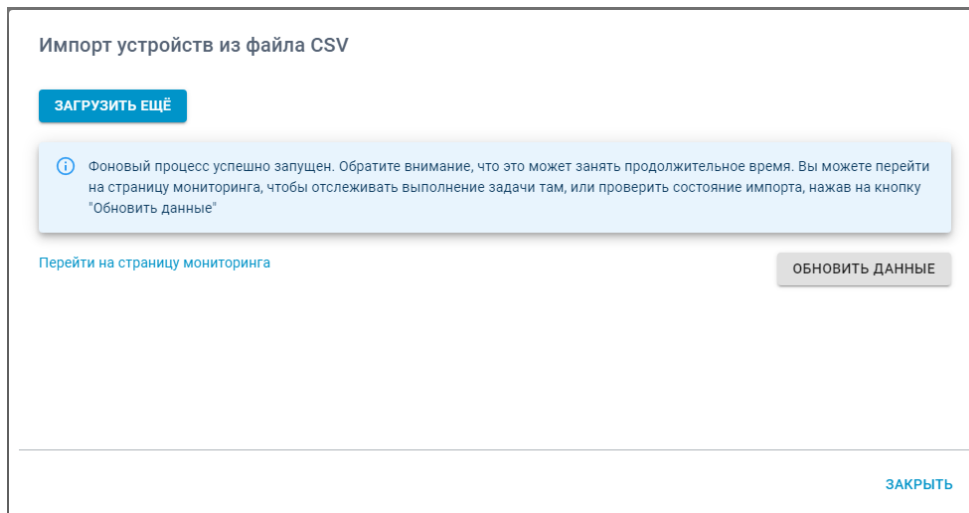 Импорт устройств из файла CSV
ЗАГРУЗИТЬ ЕЩЁ
Фоновый процесс успешно запущен. Обратите внимание, что это может занять продолжительное время. Вы можете перейти
на страницу мониторинга, чтобы отслеживать выполнение задачи там, или проверить состояние импорта, нажав на кнопку
"Обновить данные"
Перейти на страницу мониторинга
ОБНОВИТЬ ДАННЫЕ
ЗАКРЫТЬ